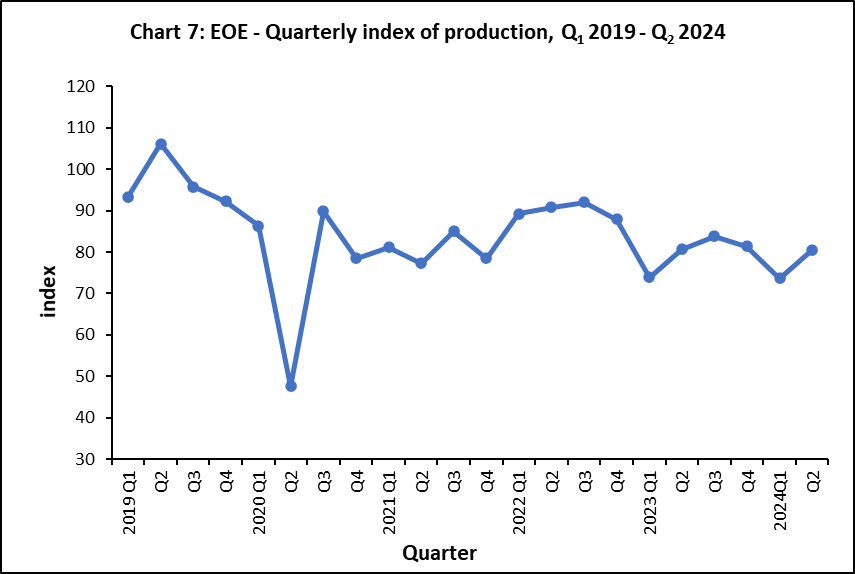 Chart 7: EOE - Quarterly index of production, Q1 2019 - Q2 2024
120
110
100
90
80
70
60
50
40
30
index
2019 Q1
Q2
Q3
Q4
2020 Q1
Q2
Q3
Q4
2021 Q1
Q2
Q3
Q4
2022 Q1
Q2
Q3
Q4
2023 Q1
Q2
Q3
Q4
2024Q1
Q2
Quarter